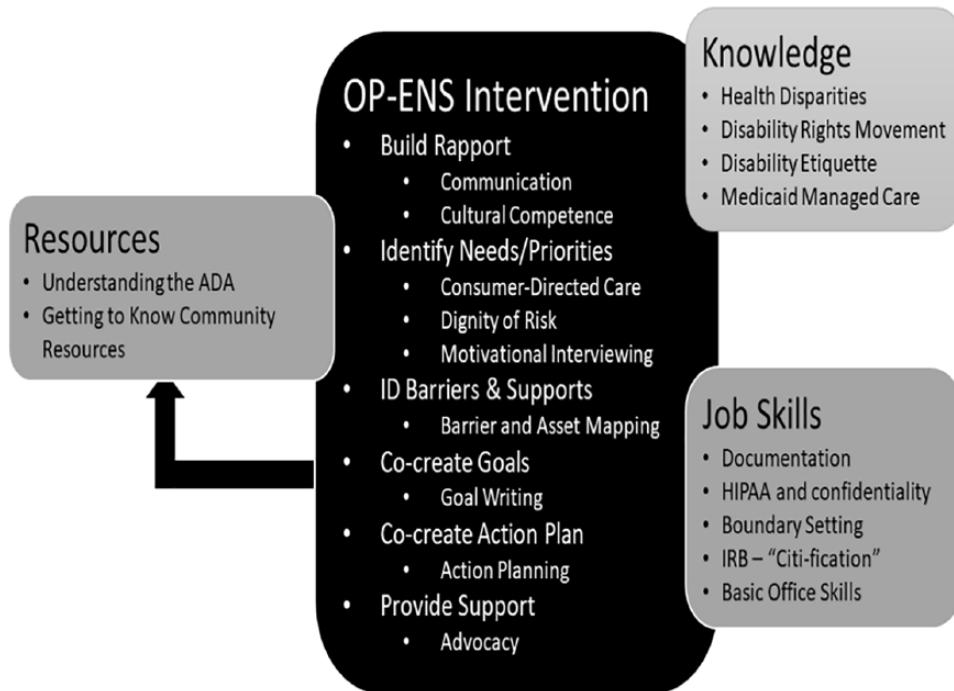 OP-ENS Intervention
• Build Rapport
• Communication
• Cultural Competence
• Identify Needs/Priorities
• Consumer-Directed Care
• Dignity of Risk
• Motivational Interviewing
• ID Barriers & Supports
• Barrier and Asset Mapping
• Co-create Goals
• Goal Writing
• Co-create Action Plan
• Action Planning
• Provide Support
• Advocacy
Resources
• Understanding the ADA
• Getting to Know Community
Resources
Knowledge
• Health Disparities
• Disability Rights Movement
• Disability Etiquette
• Medicaid Managed Care
Job Skills
• Documentation
• HIPAA and confidentiality
• Boundary Setting
• IRB – “Citi-fication”
• Basic Office Skills